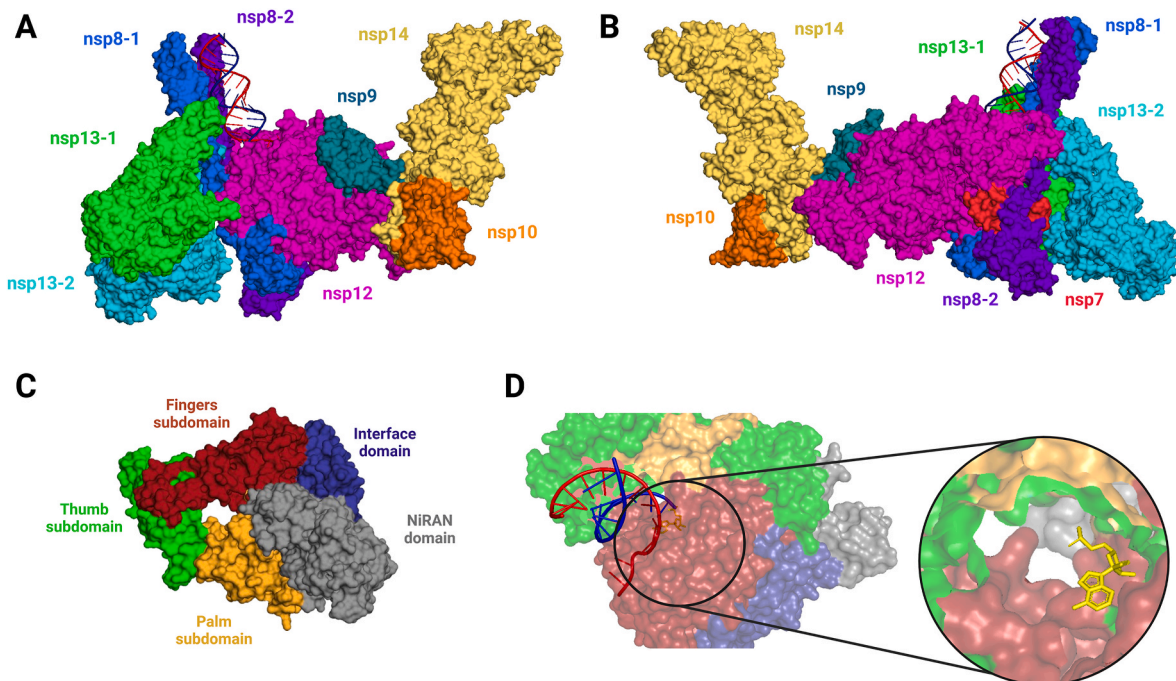 A
nsp8-1
nsp8-2
nsp14
nsp9
nsp13-1
nsp10
nsp13-2
nsp12
B
nsp14
nsp13-1
nsp8-1
nsp9
nsp13-2
nsp10
nsp12
nsp8-2
nsp7
C
Fingers
subdomain
Interface
domain
Thumb
subdomain
NiRAN
domain
Palm
subdomain
D